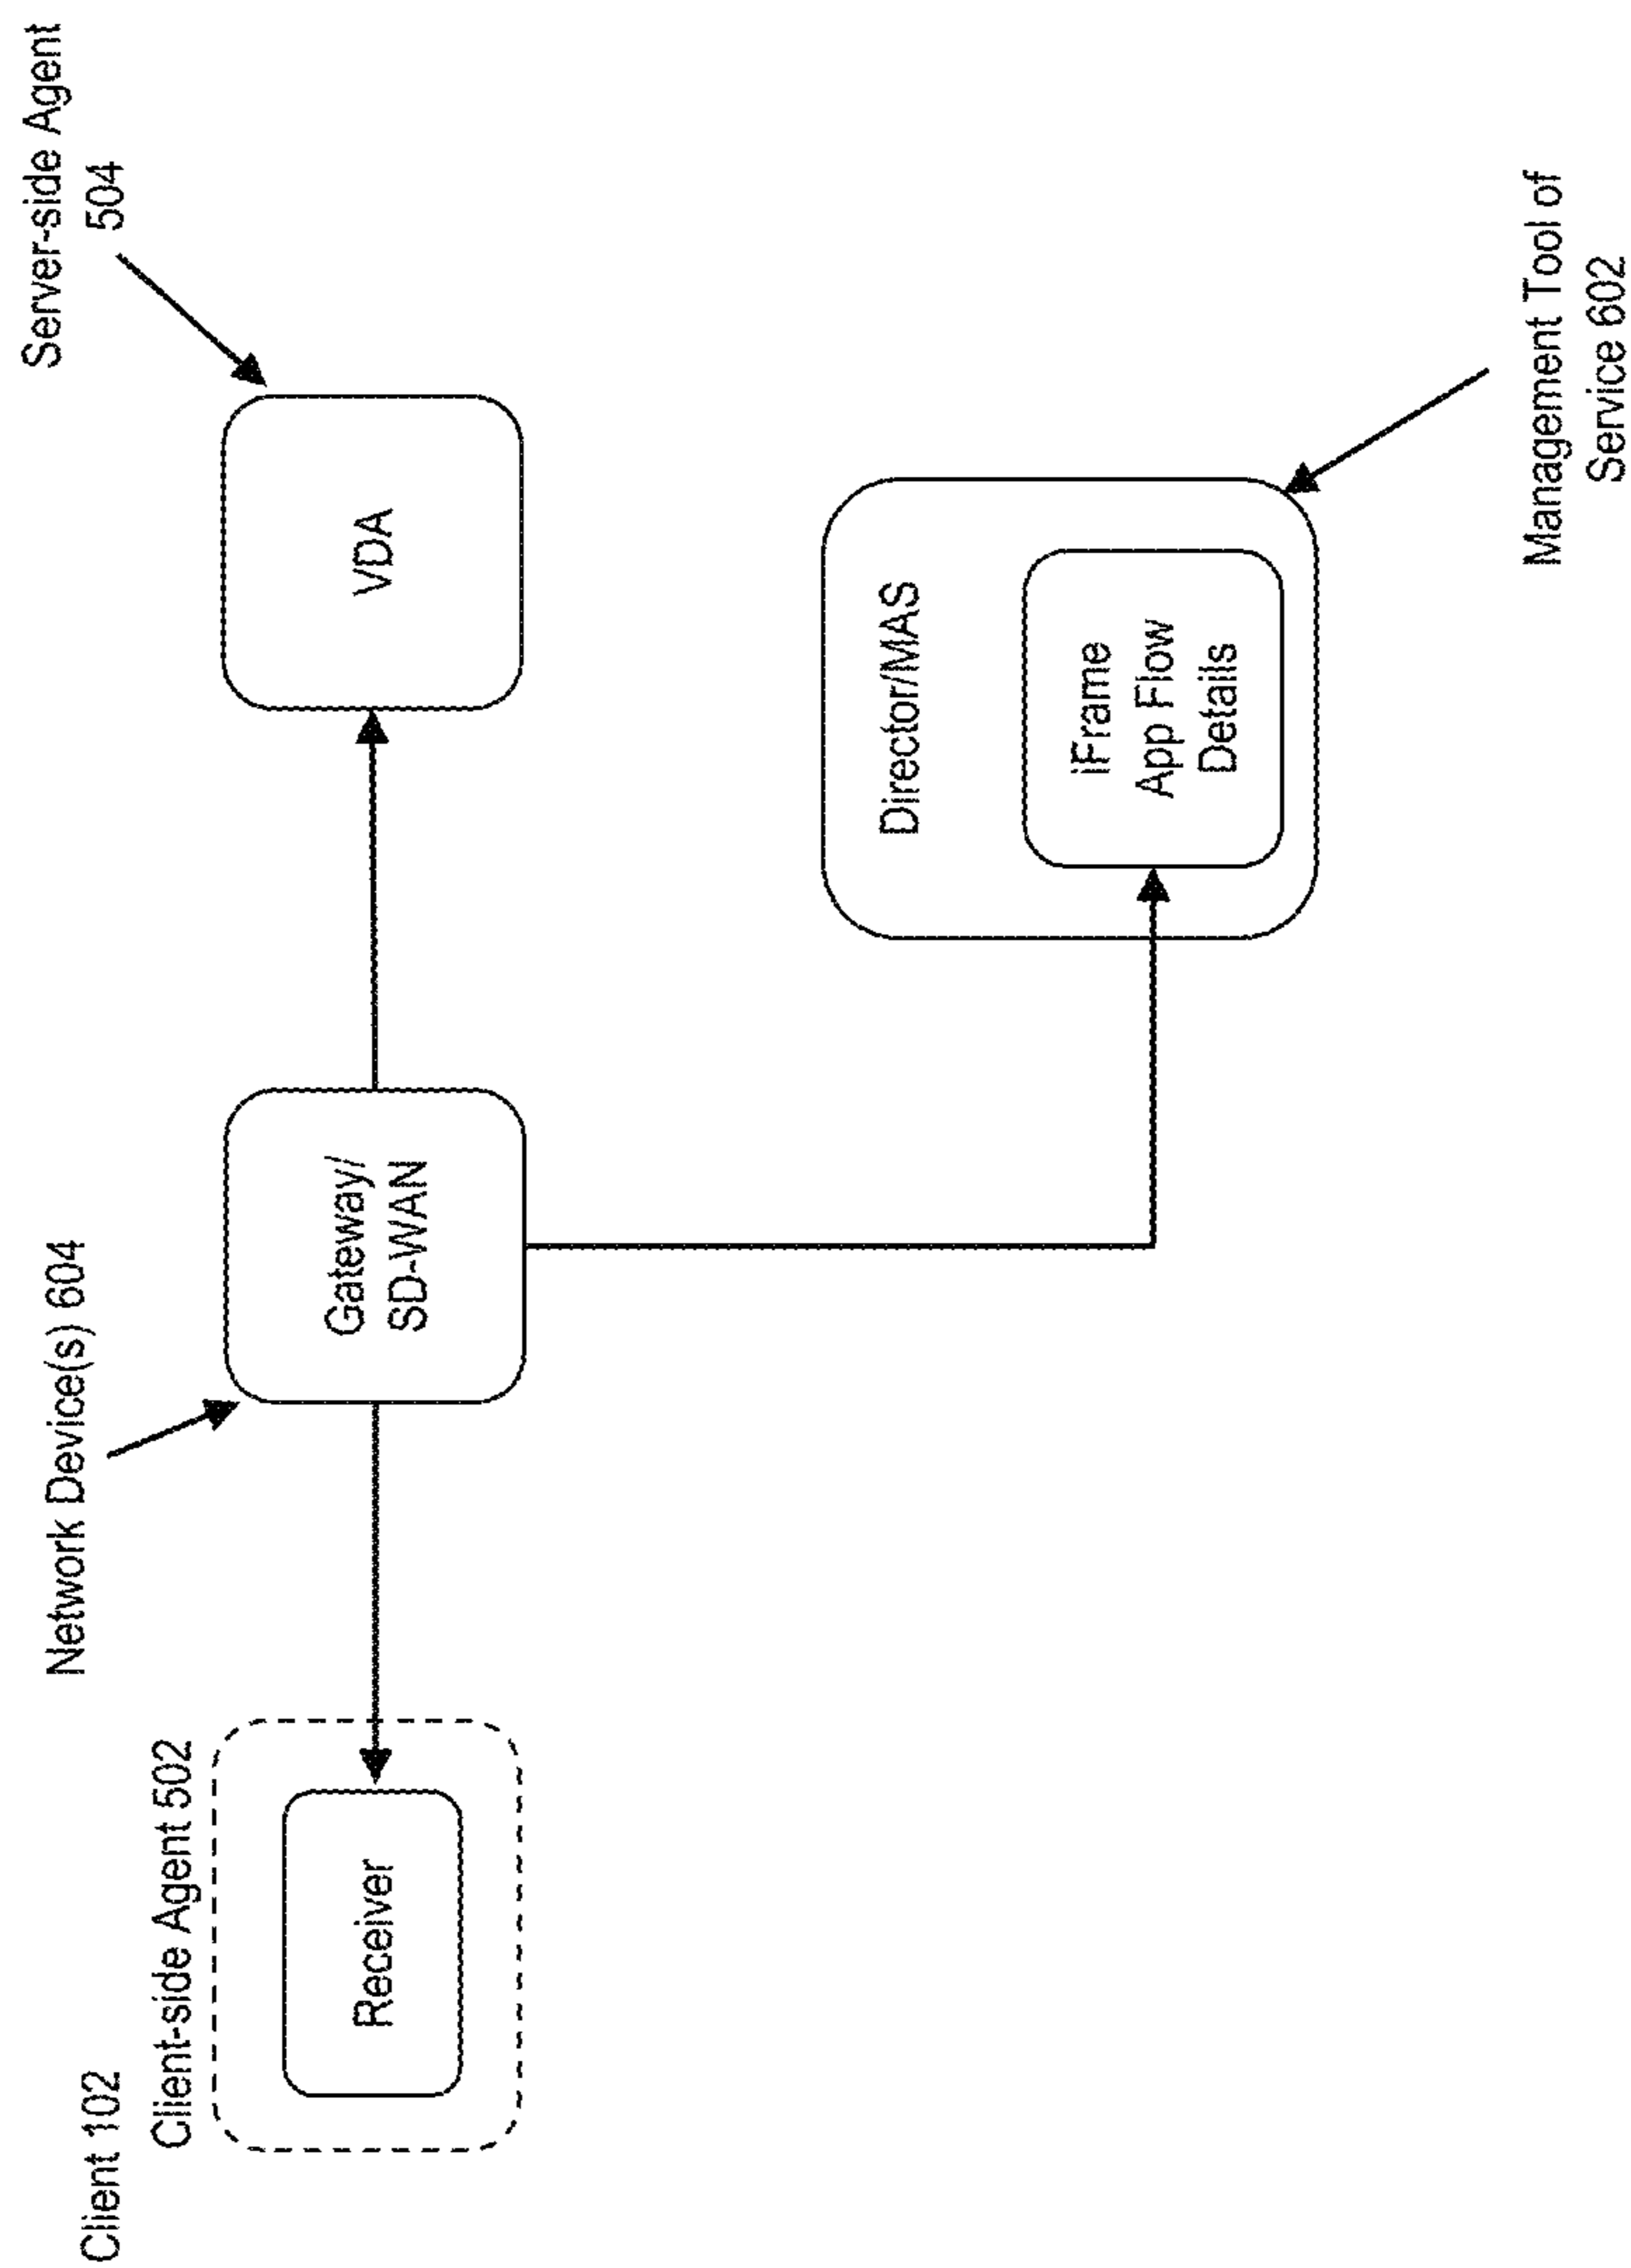 Client 102
Client-side Agent 502
Receiver
Network Device(s) 604
Gateway/
SD-WAN
Server-side Agent
504
VDA
Director/MAS
iFrame
App Flow
Details
Management Tool of
Service 602